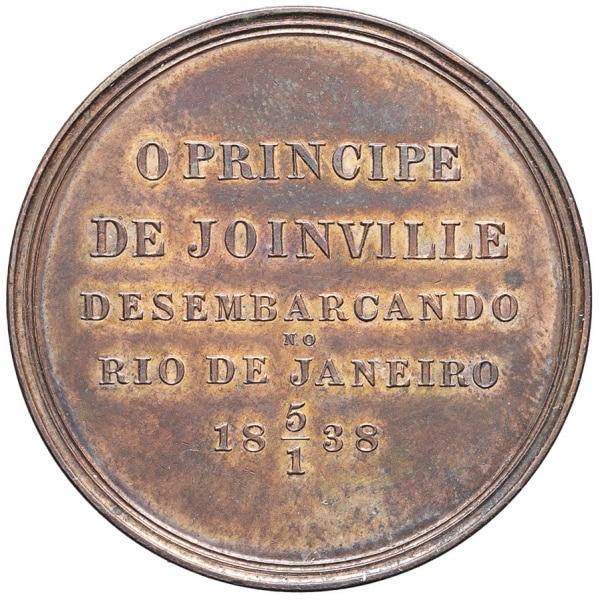 O PRINCIPE
DE JOINVILLE
DESEMBARCANDO
NO
RIO DE JANEIRO
18 5/1 38